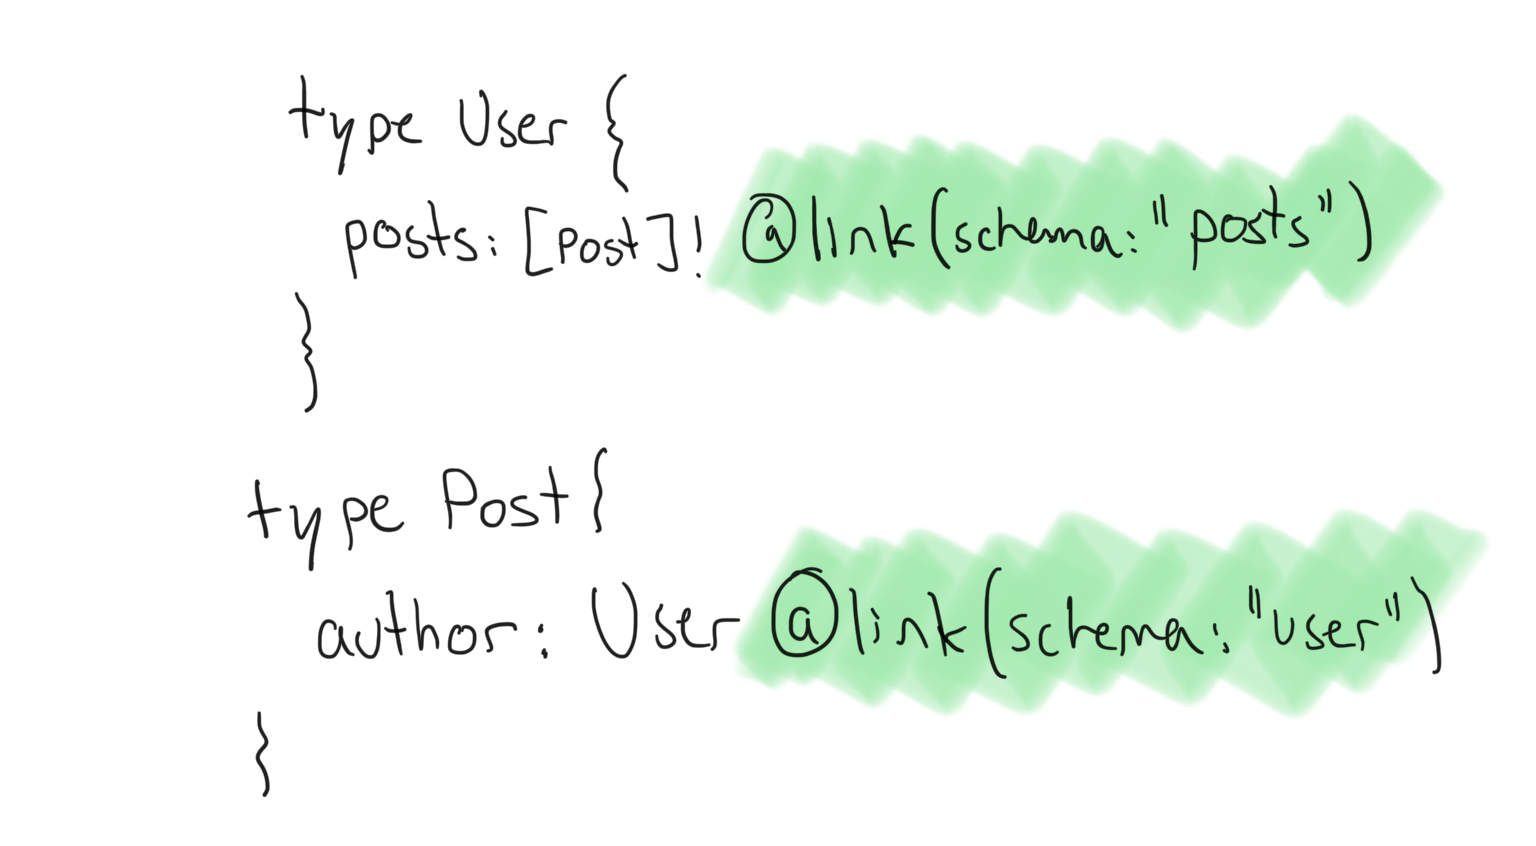 type User {
posts: [Post]! @link(schema: "posts")
}
type Post {
author: User @link(schema: "user")
}